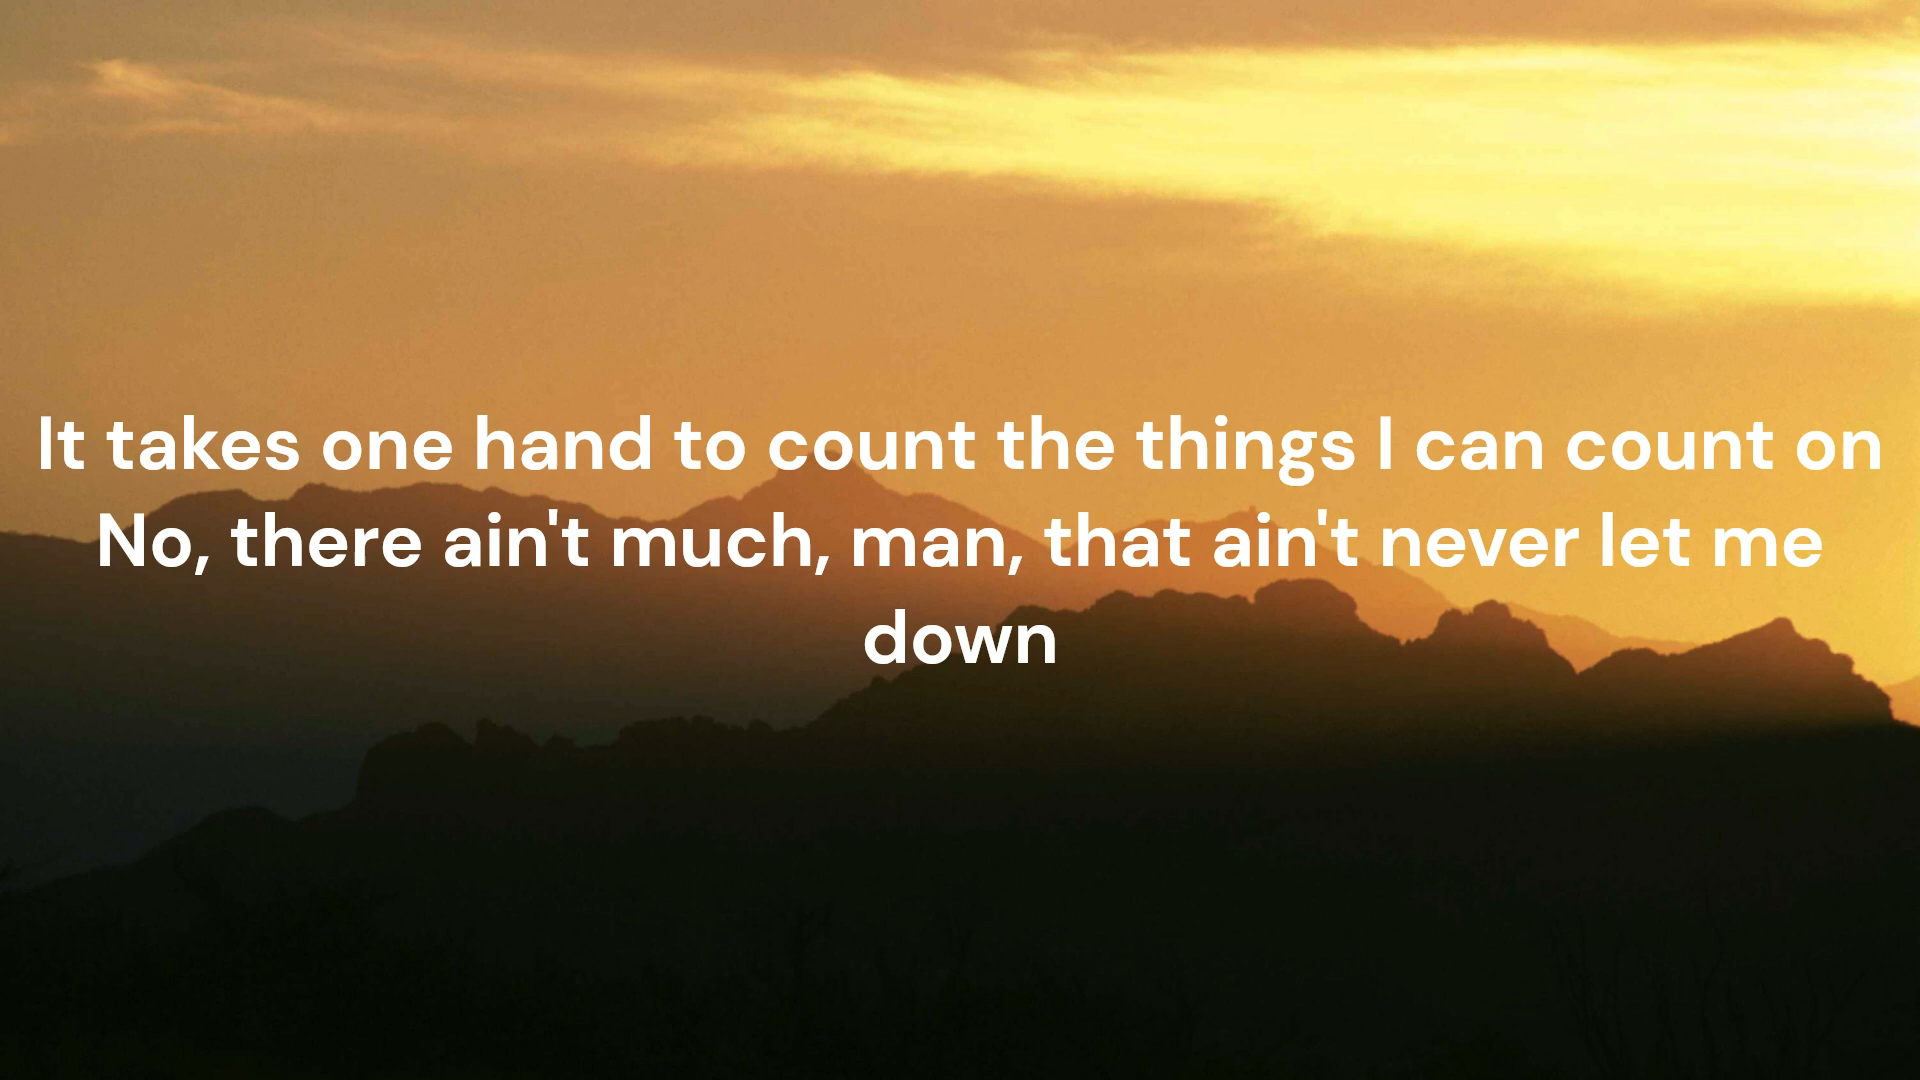 It takes one hand to count the things I can count on
No, there ain't much, man, that ain't never let me
down